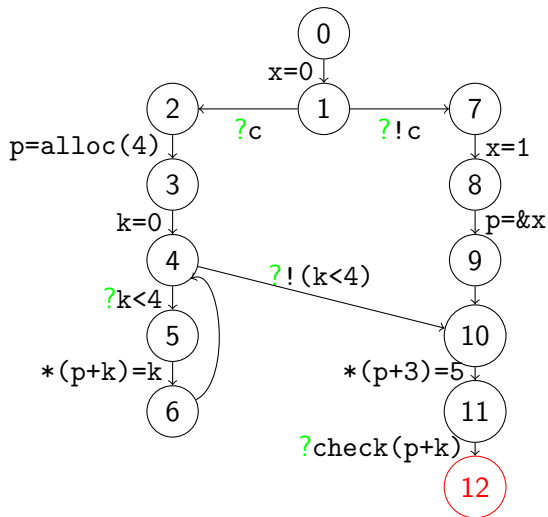 0
x=0
2 1 7
?c ?!c
p=alloc(4) x=1
3 8
k=0 p=&x
4 9
?!(k<4)
?k<4
5 10
*(p+k)=k *(p+3)=5
6 11
?check(p+k)
12